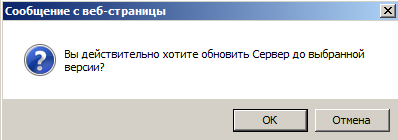 Сообщение с веб-страницы
Вы действительно хотите обновить Сервер до выбранной
версии?
OK
Отмена